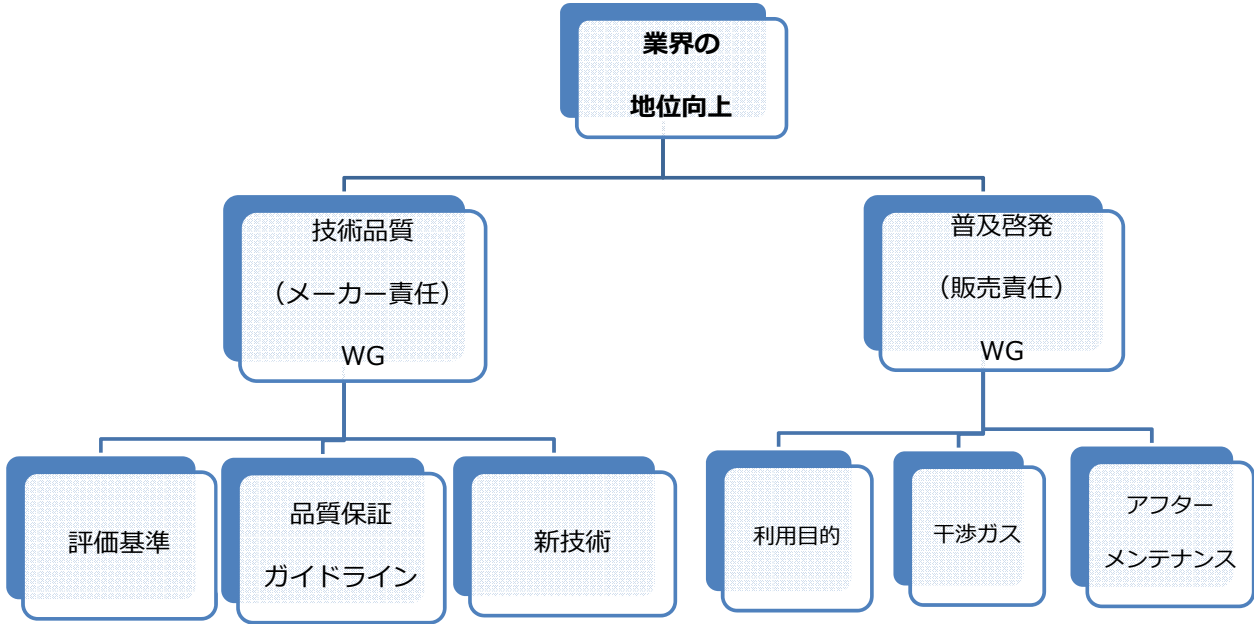 業界の
地位向上
技術品質
（メーカー責任）
WG
普及啓発
（販売責任）
WG
評価基準
品質保証
ガイドライン
新技術
利用目的
干渉ガス
アフター
メンテナンス